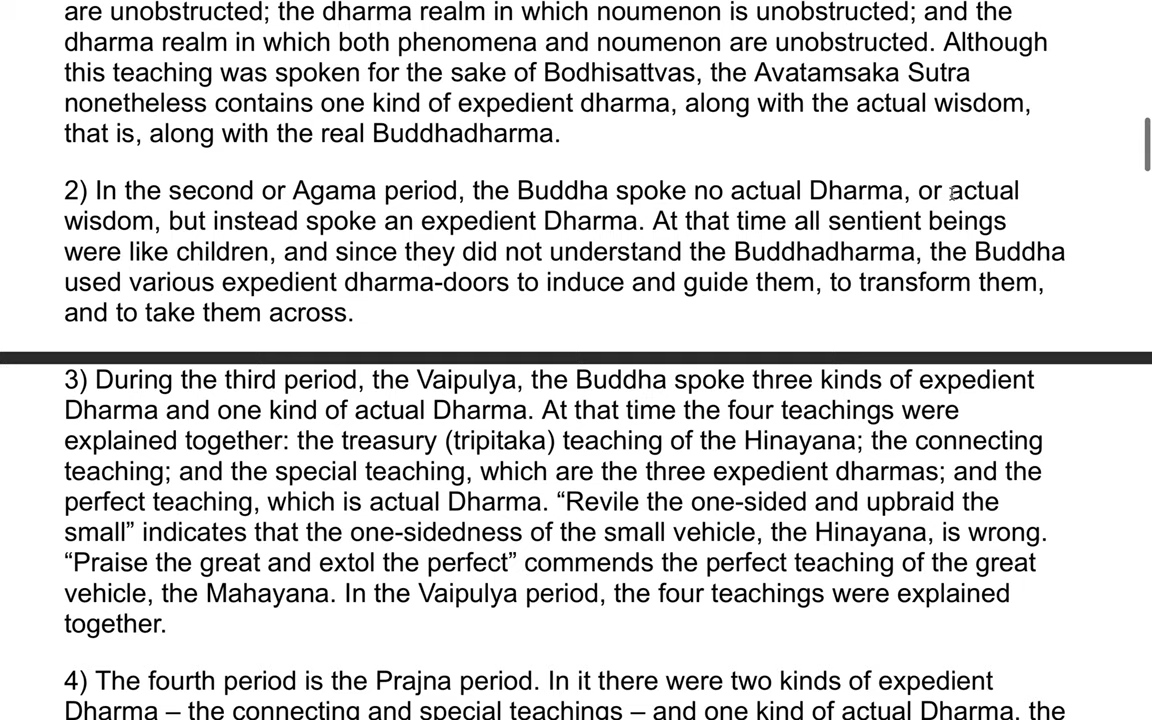 are unobstructed; the dharma realm in which noumenon is unobstructed; and the
dharma realm in which both phenomena and noumenon are unobstructed. Although
this teaching was spoken for the sake of Bodhisattvas, the Avatamsaka Sutra
nonetheless contains one kind of expedient dharma, along with the actual wisdom,
that is, along with the real Buddhadharma.
2) In the second or Agama period, the Buddha spoke no actual Dharma, or actual
wisdom, but instead spoke an expedient Dharma. At that time all sentient beings
were like children, and since they did not understand the Buddhadharma, the Buddha
used various expedient dharma-doors to induce and guide them, to transform them,
and to take them across.
3) During the third period, the Vaipulya, the Buddha spoke three kinds of expedient
Dharma and one kind of actual Dharma. At that time the four teachings were
explained together: the treasury (tripitaka) teaching of the Hinayana; the connecting
teaching; and the special teaching, which are the three expedient dharmas; and the
perfect teaching, which is actual Dharma. “Revile the one-sided and upbraid the
small” indicates that the one-sidedness of the small vehicle, the Hinayana, is wrong.
“Praise the great and extol the perfect” commends the perfect teaching of the great
vehicle, the Mahayana. In the Vaipulya period, the four teachings were explained
together.
4) The fourth period is the Prajna period. In it there were two kinds of expedient
Dharma – the connecting and special teachings – and one kind of actual Dharma, the